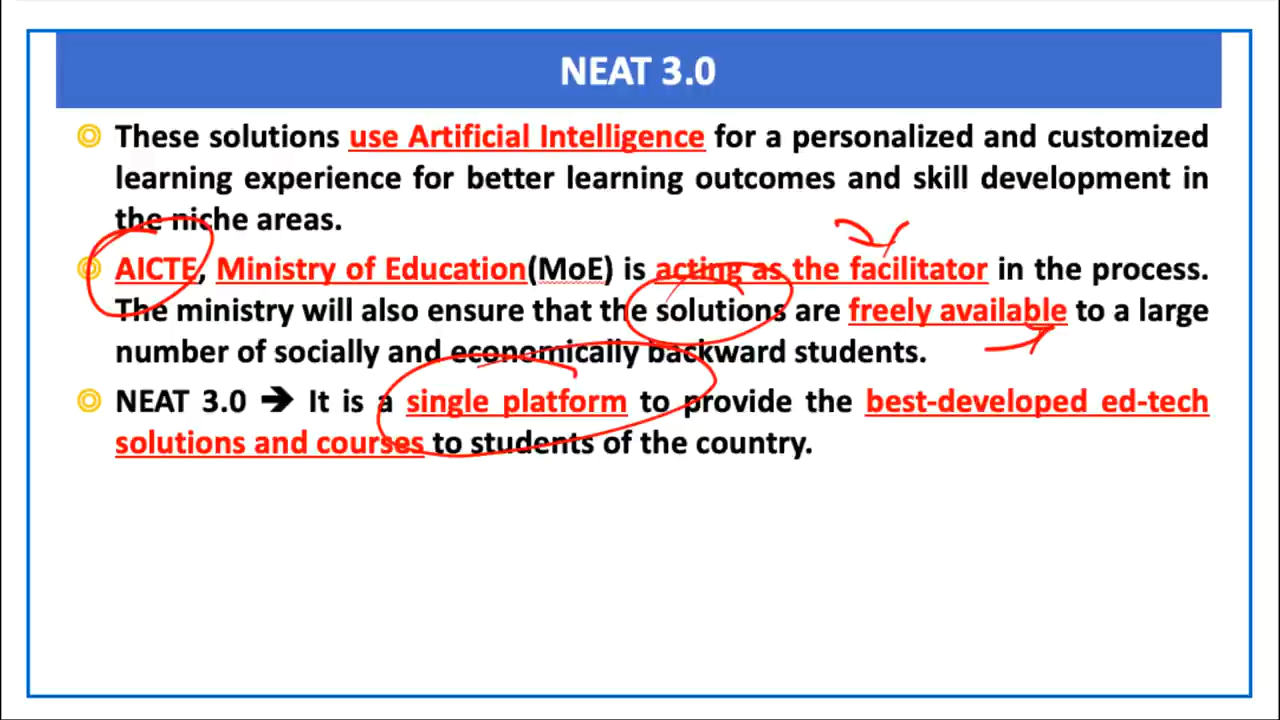 NEAT 3.0
These solutions use Artificial Intelligence for a personalized and customized
learning experience for better learning outcomes and skill development in
the niche areas.
AICTE, Ministry of Education(MoE) is acting as the facilitator in the process.
The ministry will also ensure that the solutions are freely available to a large
number of socially and economically backward students.
NEAT 3.0 ➔ It is a single platform to provide the best-developed ed-tech
solutions and courses to students of the country.